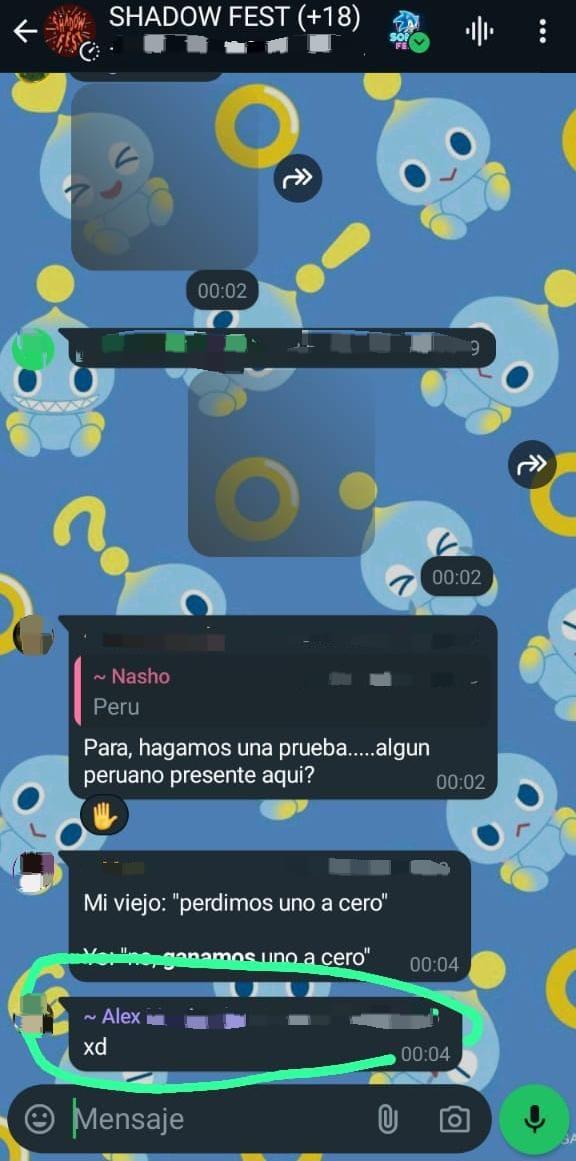 SHADOW FEST (+18)
00:02
9
00:02
~ Nasho
Peru
Para, hagamos una prueba.....algun
peruano presente aqui?
00:02
Mi viejo: "perdimos uno a cero"
Yo: "no, ganamos uno a cero"
00:04
~ Alex
xd
00:04
Mensaje